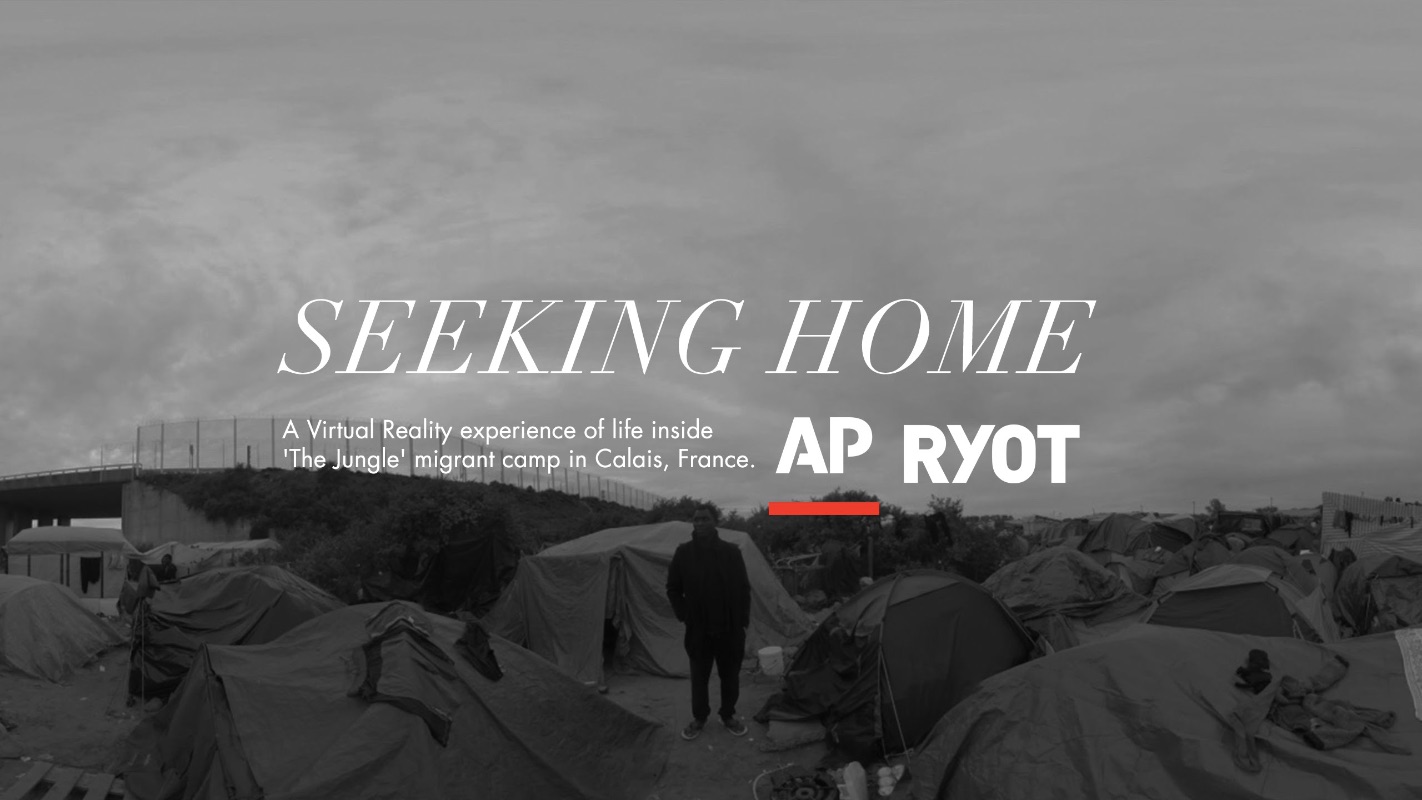 SEEKING HOME
A Virtual Reality experience of life inside
'The Jungle' migrant camp in Calais, France.
AP RYOT